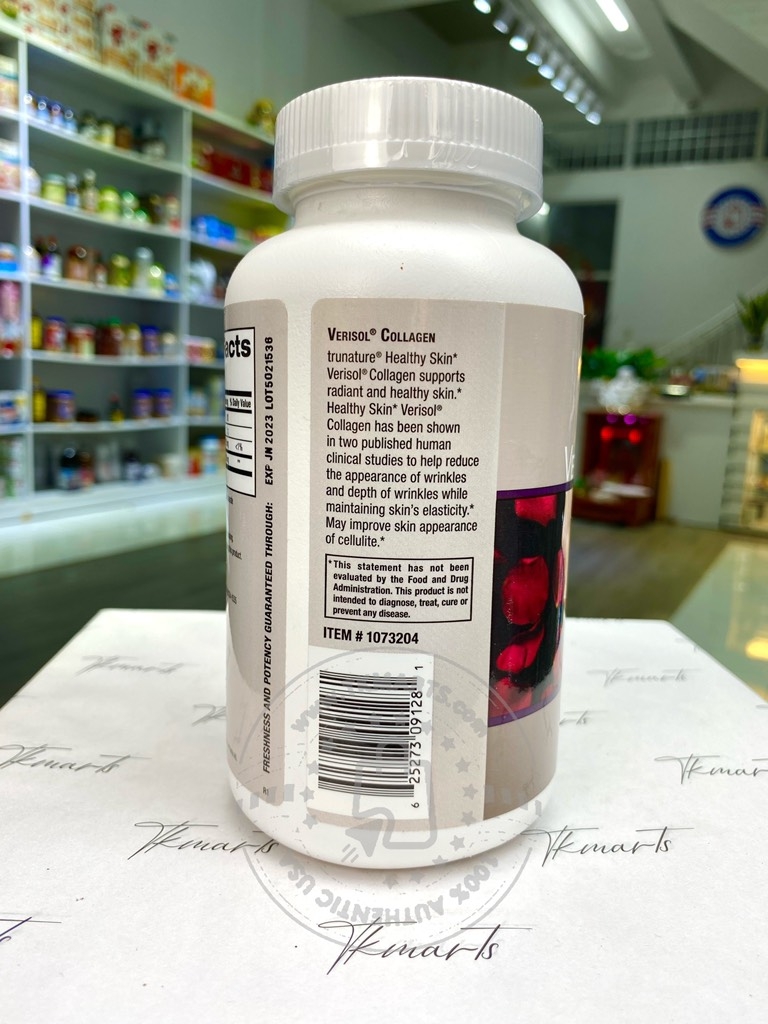 acts
% Daily Value
<1%
FRESHNESS AND POTENCY GUARANTEED THROUGH: EXP JN 2023 LOT5021536
VERISOL® COLLAGEN
trunature® Healthy Skin*
Verisol® Collagen supports
radiant and healthy skin.*
Healthy Skin* Verisol®
Collagen has been shown
in two published human
clinical studies to help reduce
the appearance of wrinkles
and depth of wrinkles while
maintaining skin's elasticity.*
May improve skin appearance
of cellulite.*
*This statement has not been
evaluated by the Food and Drug
Administration. This product is not
intended to diagnose, treat, cure or
prevent any disease.
ITEM # 1073204
6 25273 09128 1
100% AUTHENTIC USA
Tkmarts
Tkmarts
Tkmarts
Tkmarts